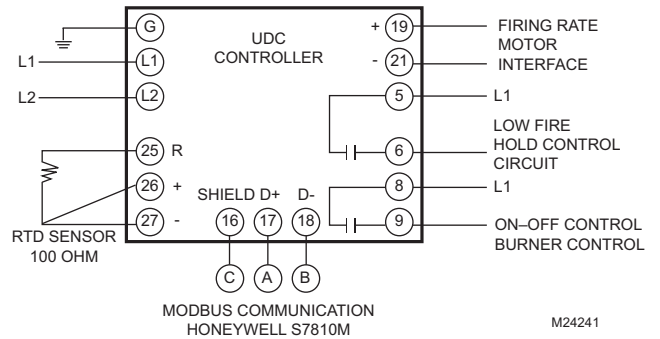 G
UDC
CONTROLLER
+ 19
FIRING RATE
MOTOR
INTERFACE
L1
L1
- 21
L2
L2
5
L1
25 R
6
LOW FIRE
HOLD CONTROL
CIRCUIT
26 +
8
L1
27 -
SHIELD D+ D-
16 17 18
9
ON–OFF CONTROL
BURNER CONTROL
RTD SENSOR
100 OHM
C A B
MODBUS COMMUNICATION
HONEYWELL S7810M
M24241